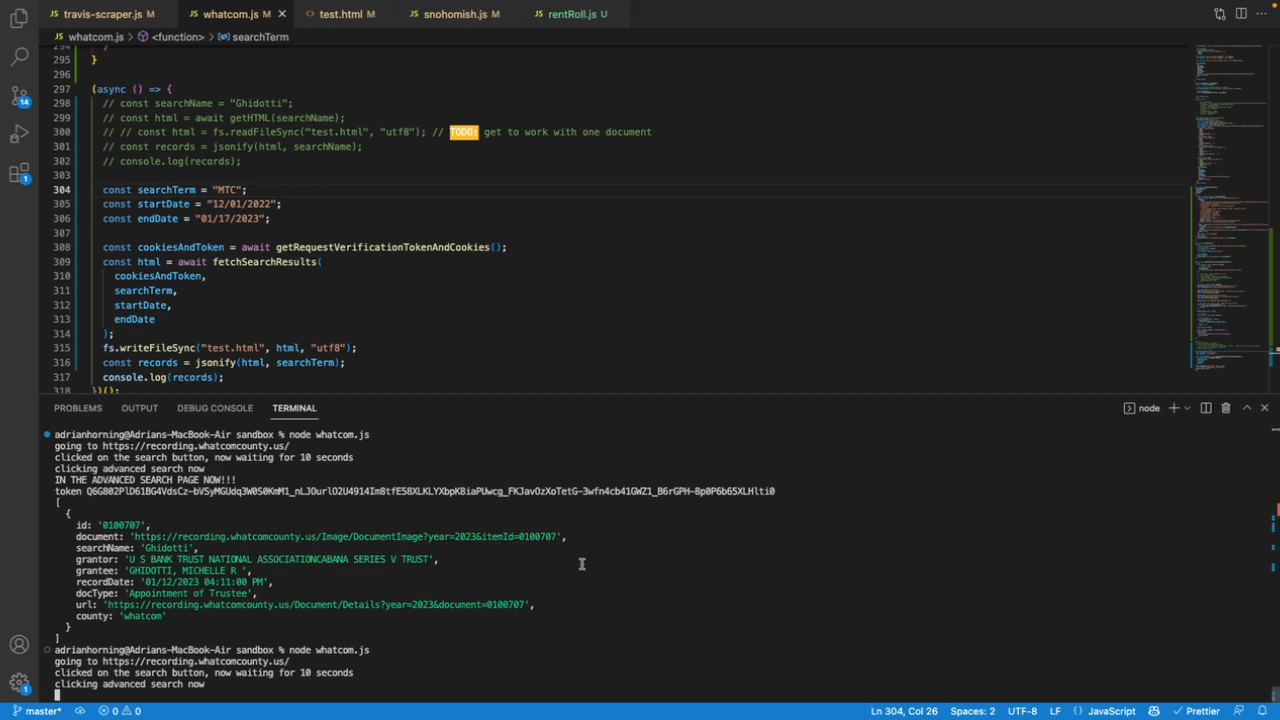 travis-scraper.js M
whatcom.js M
test.html M
snohomish.js M
rentRoll.js U
whatcom.js > <function> > searchTerm
294 }
295 }
296
297 (async () => {
298 // const searchName = "Ghidotti";
299 // const html = await getHTML(searchName);
300 // // const html = fs.readFileSync("test.html", "utf8"); // TODO: get to work with one document
301 // const records = jsonify(html, searchName);
302 // console.log(records);
303
304 const searchTerm = "MTC";
305 const startDate = "12/01/2022";
306 const endDate = "01/17/2023";
307
308 const cookiesAndToken = await getRequestVerificationTokenAndCookies();
309 const html = await fetchSearchResults(
310 cookiesAndToken,
311 searchTerm,
312 startDate,
313 endDate
314 );
315 fs.writeFileSync("test.html", html, "utf8");
316 const records = jsonify(html, searchTerm);
317 console.log(records);
318 })();
PROBLEMS OUTPUT DEBUG CONSOLE TERMINAL
node
adrianhorning@Adrians-MacBook-Air sandbox % node whatcom.js
going to https://recording.whatcomcounty.us/
clicked on the search button, now waiting for 10 seconds
clicking advanced search now
IN THE ADVANCED SEARCH PAGE NOW!!!
[
{
id: '0100707',
document: 'https://recording.whatcomcounty.us/Image/DocumentImage?year=2023&itemId=0100707',
searchName: 'Ghidotti',
grantor: 'U S BANK TRUST NATIONAL ASSOCIATIONCABANA SERIES V TRUST',
grantee: 'GHIDOTTI, MICHELLE R ',
recordDate: '01/12/2023 04:11:00 PM',
docType: 'Appointment of Trustee',
url: 'https://recording.whatcomcounty.us/Document/Details?year=2023&document=0100707',
county: 'whatcom'
}
]
adrianhorning@Adrians-MacBook-Air sandbox % node whatcom.js
going to https://recording.whatcomcounty.us/
clicked on the search button, now waiting for 10 seconds
clicking advanced search now
14
1
1
master* 0 0 Ln 304, Col 26 Spaces: 2 UTF-8 LF {} JavaScript Prettier